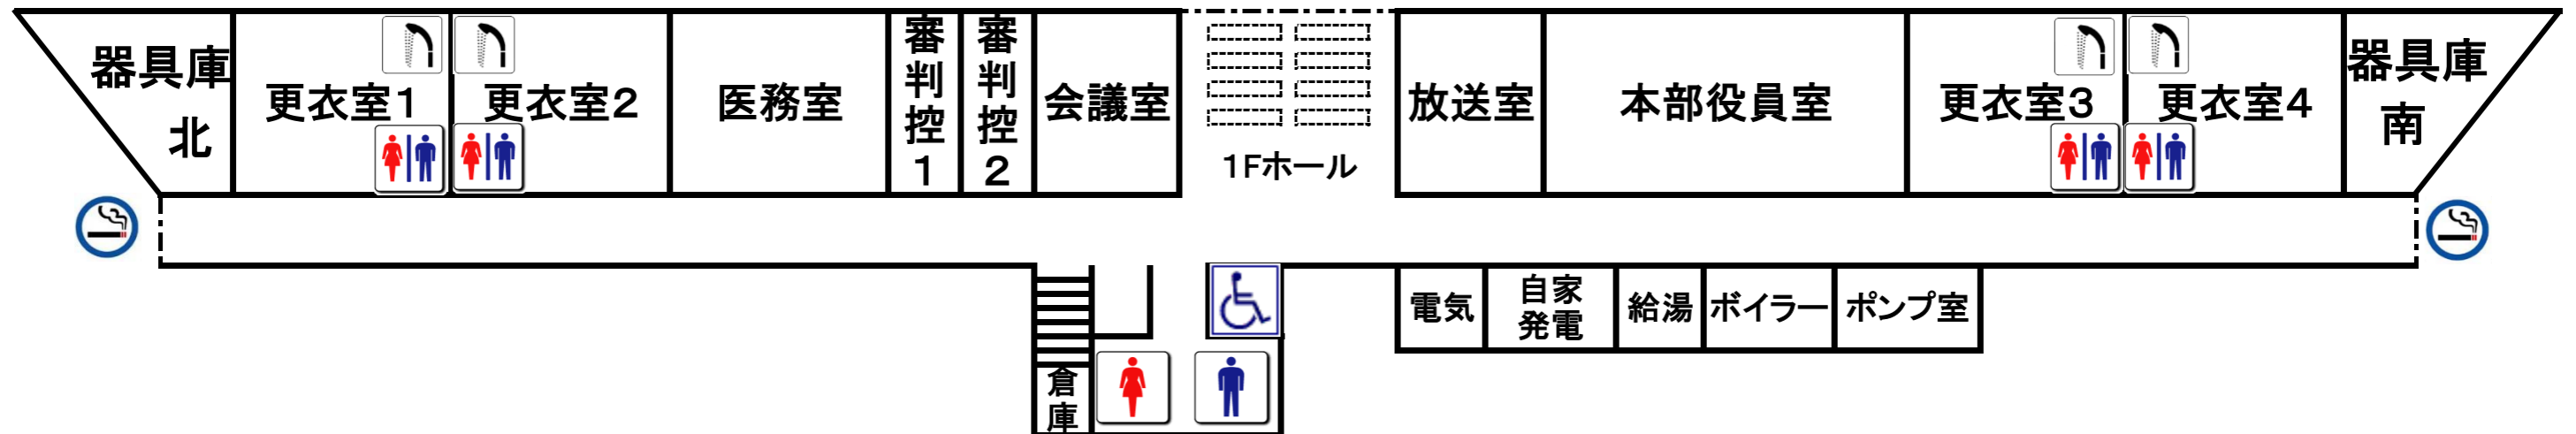 器具庫
北
更衣室1
更衣室2
医務室
審判控1
審判控2
会議室
1Fホール
放送室
本部役員室
更衣室3
更衣室4
器具庫
南
倉庫
電気
自家
発電
給湯
ボイラー
ポンプ室